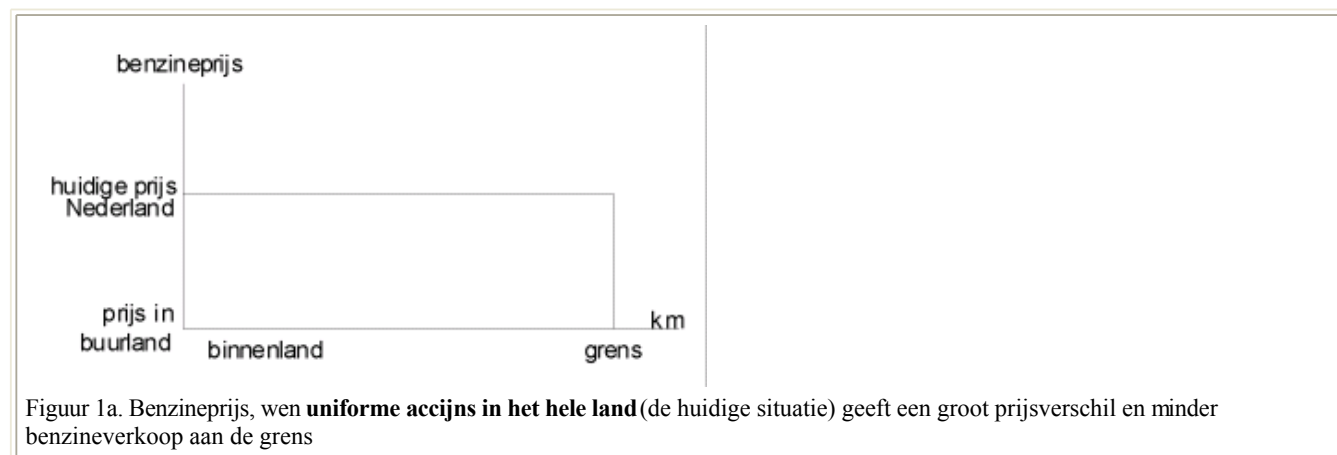 benzineprijs
huidige prijs
Nederland
prijs in
buurland
km
binnenland
grens
Figuur 1a. Benzineprijs, wen uniforme accijns in het hele land (de huidige situatie) geeft een groot prijsverschil en minder
benzineverkoop aan de grens